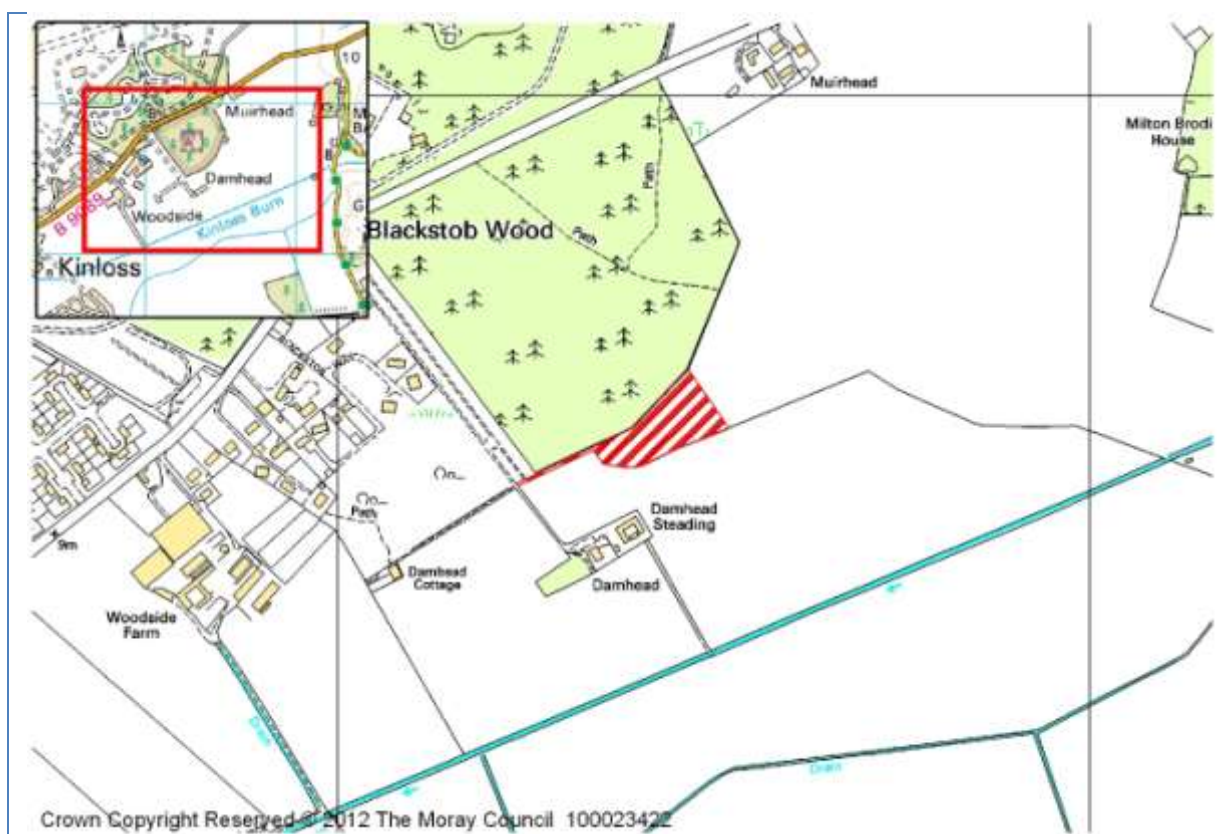 10
Muirhead
Damhead
Woodside
Kinloss Burn
B 9089
Kinloss
G
Muirhead
Milton Brodi
House
Path
Path
Blackstob Wood
Path
9m
Damhead
Cottage
Damhead
Steading
Damhead
Woodside
Farm
Drain
Drain
Crown Copyright Reserved © 2012 The Moray Council 100023422